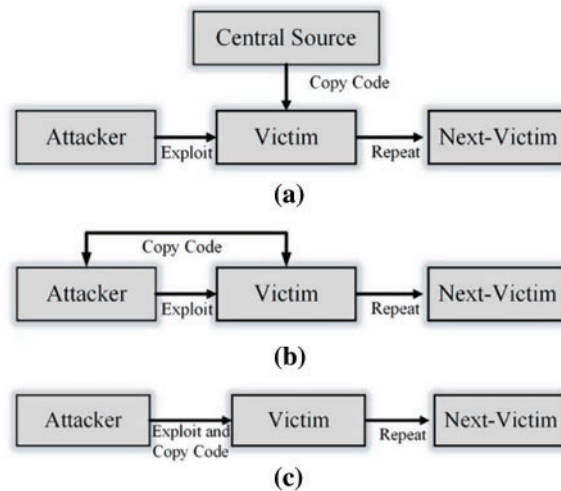 Central Source
Copy Code
Attacker
Exploit
Victim
Repeat
Next-Victim
(a)
Copy Code
Attacker
Exploit
Victim
Repeat
Next-Victim
(b)
Attacker
Exploit and
Copy Code
Victim
Repeat
Next-Victim
(c)